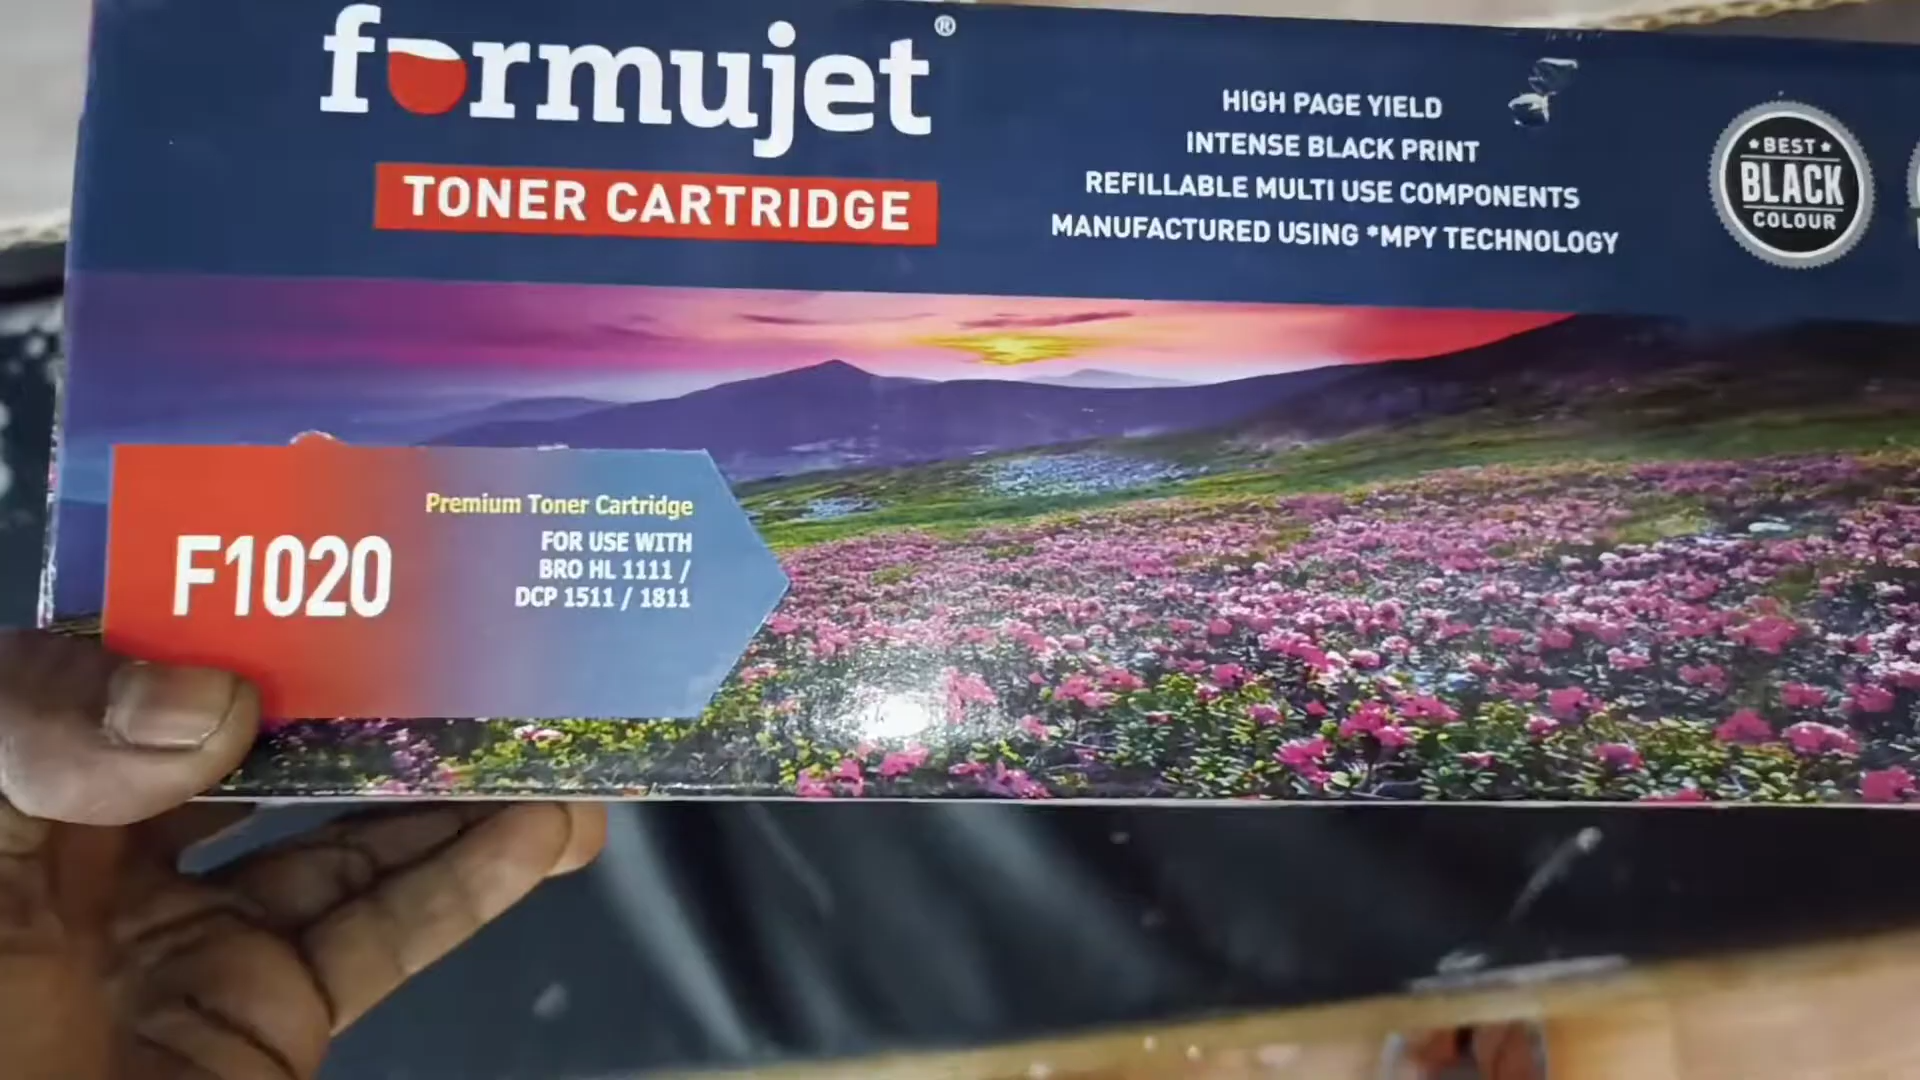 formujet®
TONER CARTRIDGE
HIGH PAGE YIELD
INTENSE BLACK PRINT
REFILLABLE MULTI USE COMPONENTS
MANUFACTURED USING *MPY TECHNOLOGY
★BEST★
BLACK
COLOUR
F1020
Premium Toner Cartridge
FOR USE WITH
BRO HL 1111 /
DCP 1511 / 1811